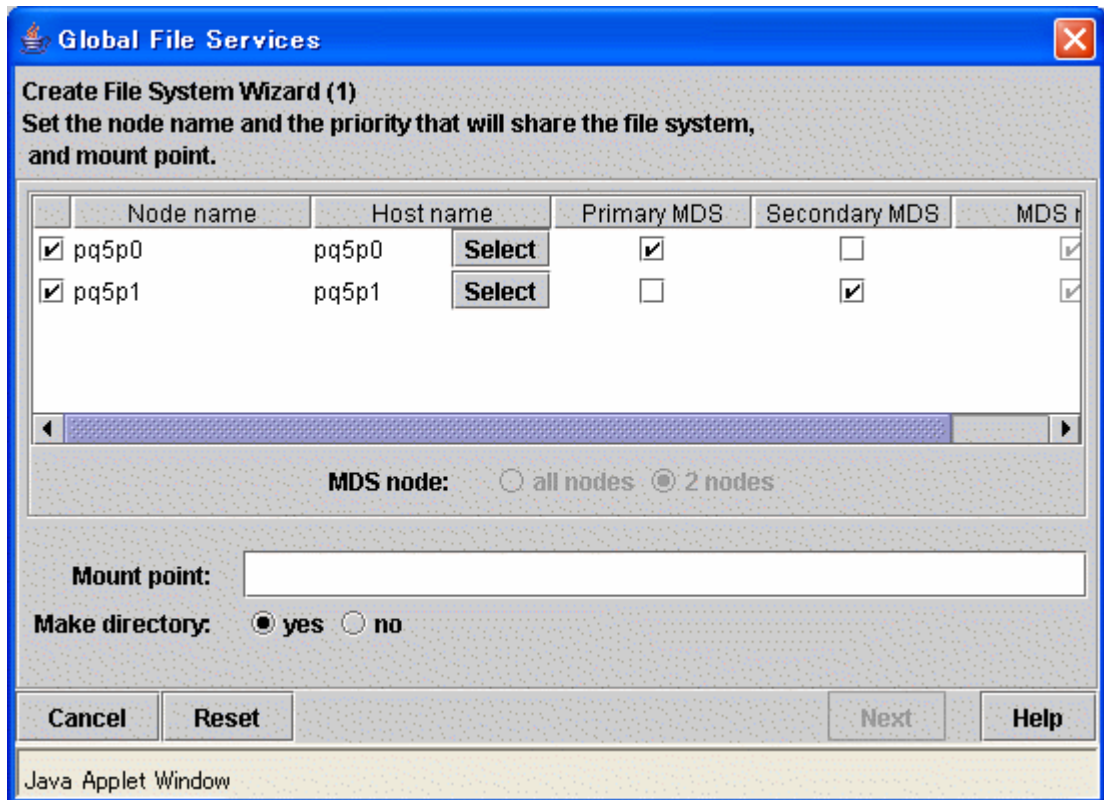 Global File Services
Create File System Wizard (1)
Set the node name and the priority that will share the file system,
and mount point.
Node name Host name Primary MDS Secondary MDS MDS
pq5p0 pq5p0 Select
pq5p1 pq5p1 Select
MDS node: all nodes 2 nodes
Mount point:
Make directory: yes no
Cancel Reset Next Help
Java Applet Window